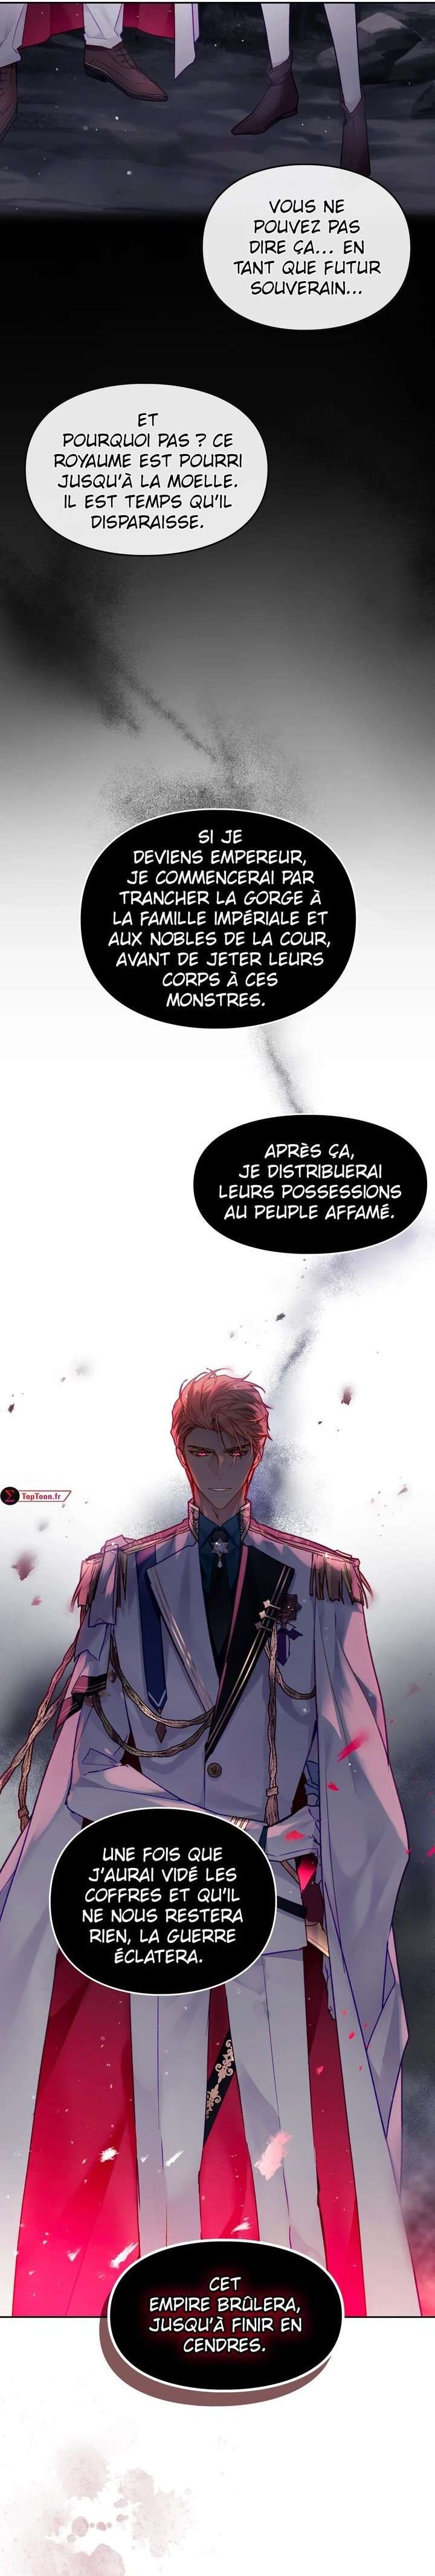 VOUS NE
POUVEZ PAS
DIRE ÇA... EN
TANT QUE FUTUR
SOUVERAIN...
ET
POURQUOI PAS ? CE
ROYAUME EST POURRI
JUSQU'À LA MOELLE.
IL EST TEMPS QU'IL
DISPARAISSE.
SI JE
DEVIENS EMPEREUR,
JE COMMENCERAI PAR
TRANCHER LA GORGE À
LA FAMILLE IMPÉRIALE ET
AUX NOBLES DE LA COUR,
AVANT DE JETER LEURS
CORPS À CES
MONSTRES.
APRÈS ÇA,
JE DISTRIBUERAI
LEURS POSSESSIONS
AU PEUPLE AFFAMÉ.
TopToon.fr
UNE FOIS QUE
J'AURAI VIDÉ LES
COFFRES ET QU'IL
NE NOUS RESTERA
RIEN, LA GUERRE
ÉCLATERA.
CET
EMPIRE BRÛLERA,
JUSQU'À FINIR EN
CENDRES.